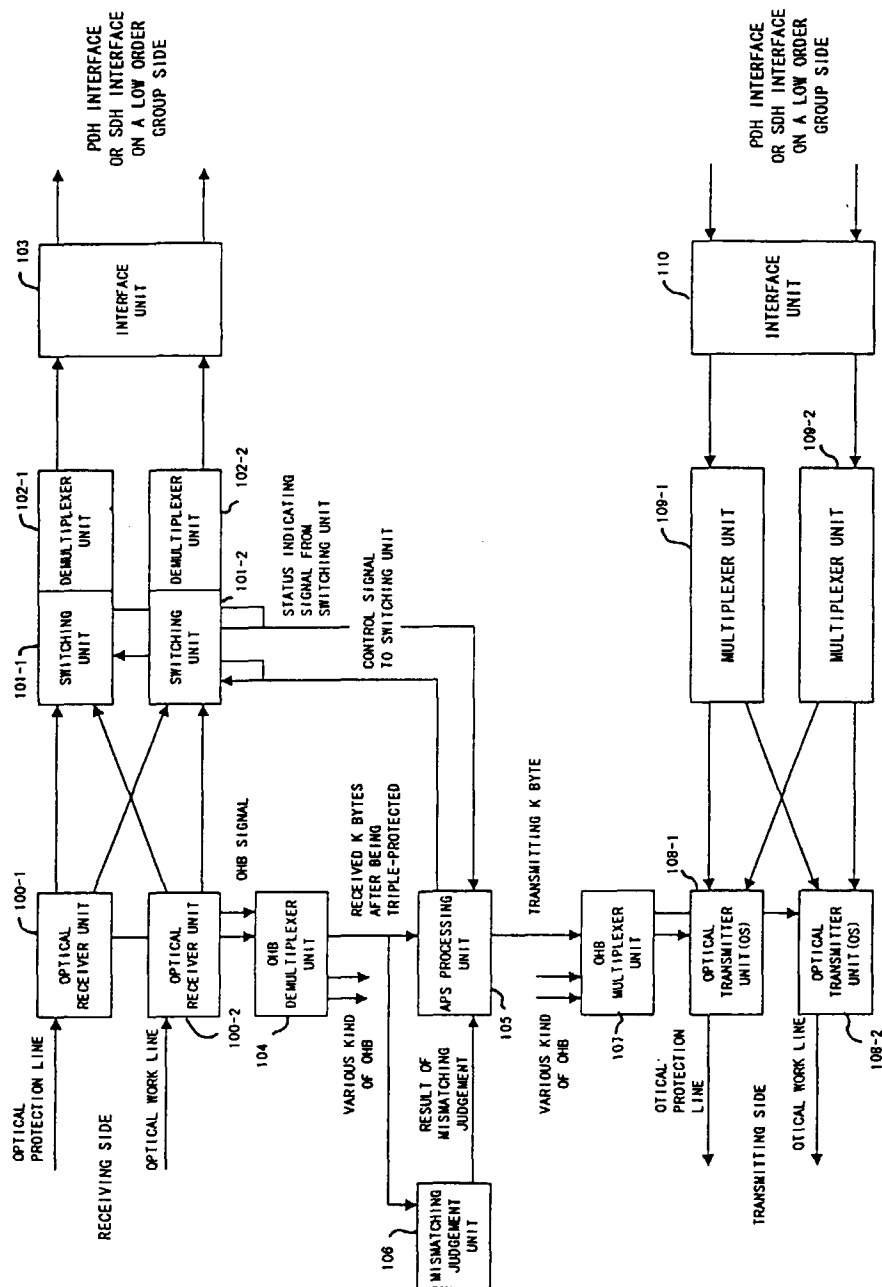 OPTICAL
PROTECTION LINE
RECEIVING SIDE
OPTICAL WORK LINE
100-1
OPTICAL
RECEIVER UNIT
OPTICAL
RECEIVER UNIT
100-2
101-1
SWITCHING
UNIT
SWITCHING
UNIT
101-2
102-1
DEMULTIPLEXER
UNIT
DEMULTIPLEXER
UNIT
102-2
103
INTERFACE
UNIT
PDH INTERFACE
OR SDH INTERFACE
ON A LOW ORDER
GROUP SIDE
OHB SIGNAL
STATUS INDICATING
SIGNAL FROM
SWITCHING UNIT
CONTROL SIGNAL
TO SWITCHING UNIT
OHB
DEMULTIPLEXER
UNIT
104
VARIOUS KIND
OF OHB
RECEIVED K BYTES
AFTER BEING
TRIPLE-PROTECTED
106
MISMATCHING
JUDGEMENT
UNIT
RESULT OF
MISMATCHING
JUDGEMENT
APS PROCESSING
UNIT
105
TRANSMITTING K BYTE
VARIOUS KIND
OF OHB
OHB
MULTIPLEXER
UNIT
107
OTICAL
PROTECTION
LINE
TRANSMITTING SIDE
OTICAL WORK LINE
108-1
OPTICAL
TRANSMITTER
UNIT(OS)
OPTICAL
TRANSMITTER
UNIT(OS)
108-2
109-1
MULTIPLEXER UNIT
109-2
MULTIPLEXER UNIT
110
INTERFACE
UNIT
PDH INTERFACE
OR SDH INTERFACE
ON A LOW ORDER
GROUP SIDE